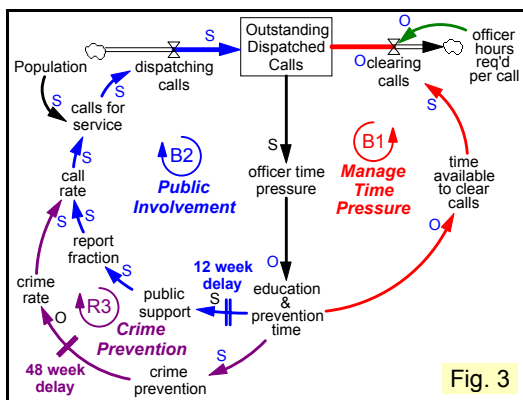 Outstanding
Dispatched
Calls
officer
hours
req'd
per call
S
O
O
dispatching
calls
clearing
calls
Population
S
S
S
calls for
service
S
S
B2
B1
officer time
pressure
Public
Involvement
Manage
Time
Pressure
time
available
to clear
calls
call
rate
S
S
report
fraction
S
O
O
12 week
delay
crime
rate
R3
public
support
S
education
&
prevention
time
O
Crime
Prevention
S
48 week
delay
crime
prevention
Fig. 3